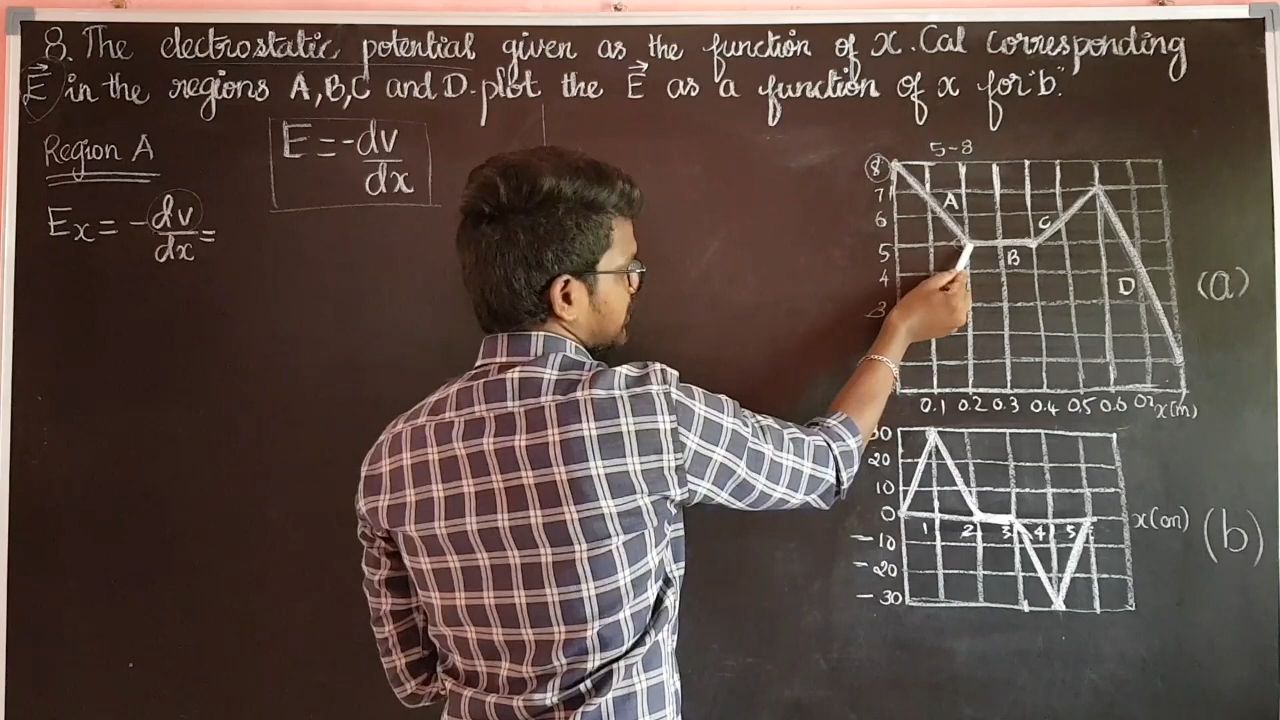 8. The electrostatic potential given as the function of x. Cal corresponding
E⃗ in the regions A,B,C and D. plot the E⃗ as a function of x for "b".
Region A
E = -dv/dx
Ex = -dv/dx =
5-8
8
7
6
5
4
3
A
B
C
D
(a)
0.1 0.2 0.3 0.4 0.5 0.6 x(m)
30
20
10
0
-10
-20
-30
1 2 3 4 5
x(cm)
(b)